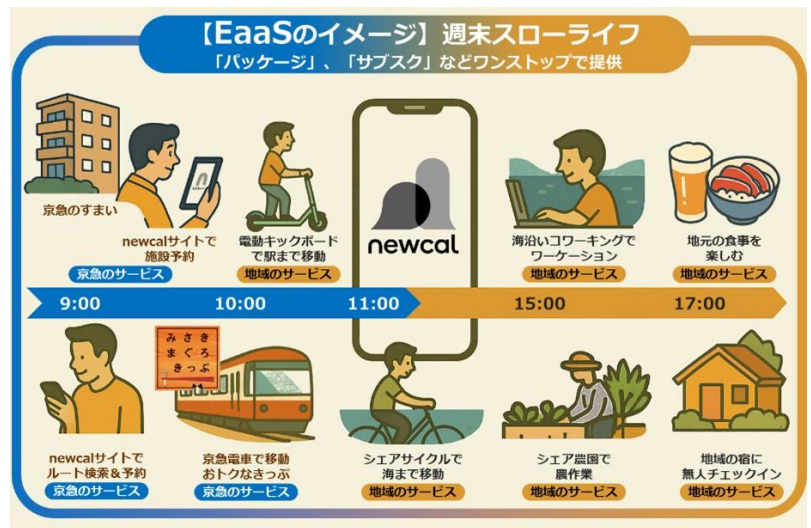 【EaaSのイメージ】週末スローライフ
「パッケージ」、「サブスク」などワンストップで提供
京急のすまい
newcalサイトで
施設予約
京急のサービス
電動キックボード
で駅まで移動
地域のサービス
newcal
海沿いコワーキングで
ワーケーション
地域のサービス
地元の食事を
楽しむ
地域のサービス
9:00
10:00
11:00
15:00
17:00
newcalサイトで
ルート検索&予約
京急のサービス
みさき
まぐろ
きっぷ
京急電車で移動
おトクなきっぷ
京急のサービス
シェアサイクルで
海まで移動
地域のサービス
シェア農園で
農作業
地域のサービス
地域の宿に
無人チェックイン
地域のサービス